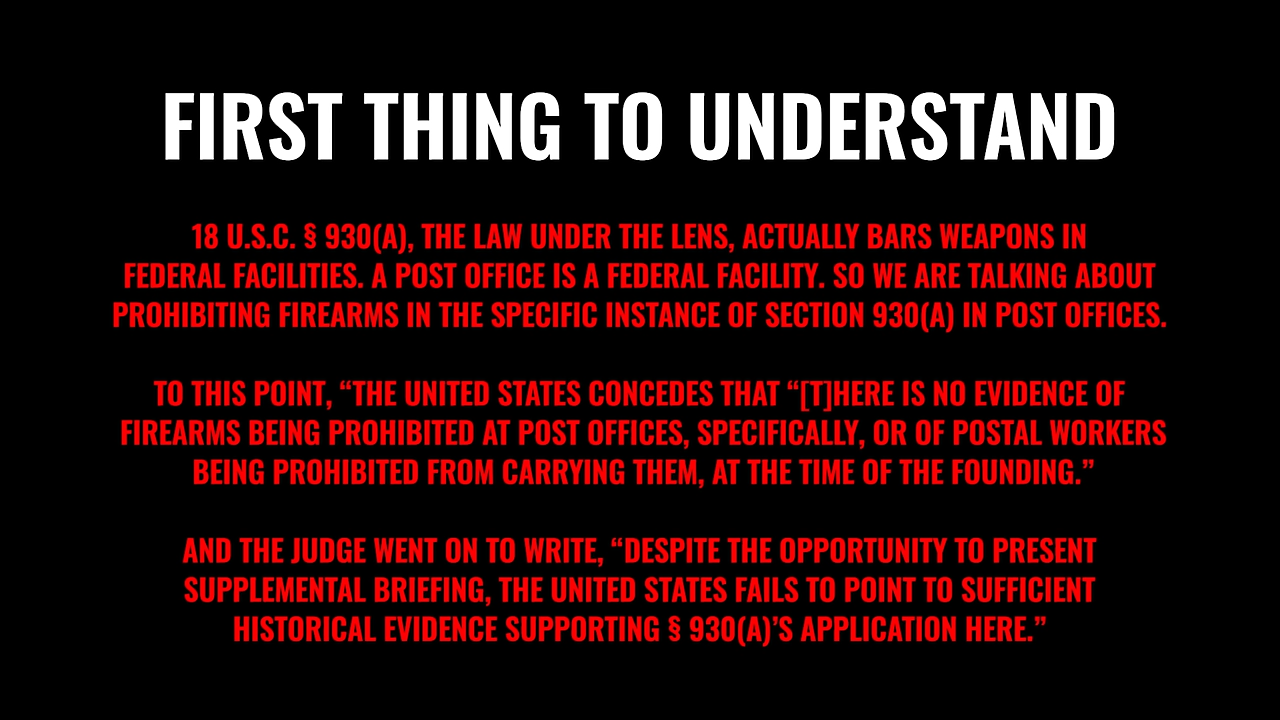 FIRST THING TO UNDERSTAND
18 U.S.C. § 930(A), THE LAW UNDER THE LENS, ACTUALLY BARS WEAPONS IN
FEDERAL FACILITIES. A POST OFFICE IS A FEDERAL FACILITY. SO WE ARE TALKING ABOUT
PROHIBITING FIREARMS IN THE SPECIFIC INSTANCE OF SECTION 930(A) IN POST OFFICES.
TO THIS POINT, “THE UNITED STATES CONCEDES THAT “[T]HERE IS NO EVIDENCE OF
FIREARMS BEING PROHIBITED AT POST OFFICES, SPECIFICALLY, OR OF POSTAL WORKERS
BEING PROHIBITED FROM CARRYING THEM, AT THE TIME OF THE FOUNDING.”
AND THE JUDGE WENT ON TO WRITE, “DESPITE THE OPPORTUNITY TO PRESENT
SUPPLEMENTAL BRIEFING, THE UNITED STATES FAILS TO POINT TO SUFFICIENT
HISTORICAL EVIDENCE SUPPORTING § 930(A)’S APPLICATION HERE.”